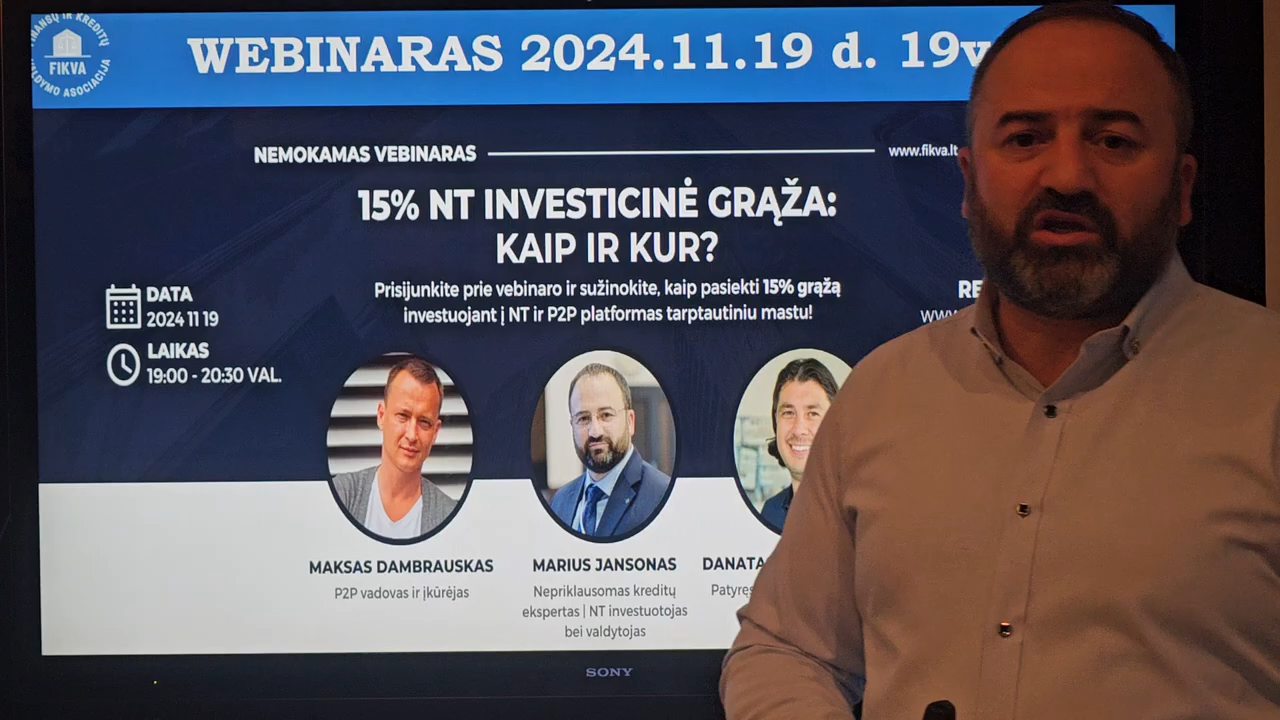 FINANSŲ IR KREDITŲ
FIKVA
VALDYMO ASOCIACIJA
WEBINARAS 2024.11.19 d. 19v
NEMOKAMAS VEBINARAS
www.fikva.lt
15% NT INVESTICINĖ GRĄŽA:
KAIP IR KUR?
Prisijunkite prie vebinaro ir sužinokite, kaip pasiekti 15% grąžą
investuojant į NT ir P2P platformas tarptautiniu mastu!
DATA
2024 11 19
LAIKAS
19:00 - 20:30 VAL.
MAKSAS DAMBRAUSKAS
P2P vadovas ir įkūrėjas
MARIUS JANSONAS
Nepriklausomas kreditų
ekspertas | NT investuotojas
bei valdytojas
SONY